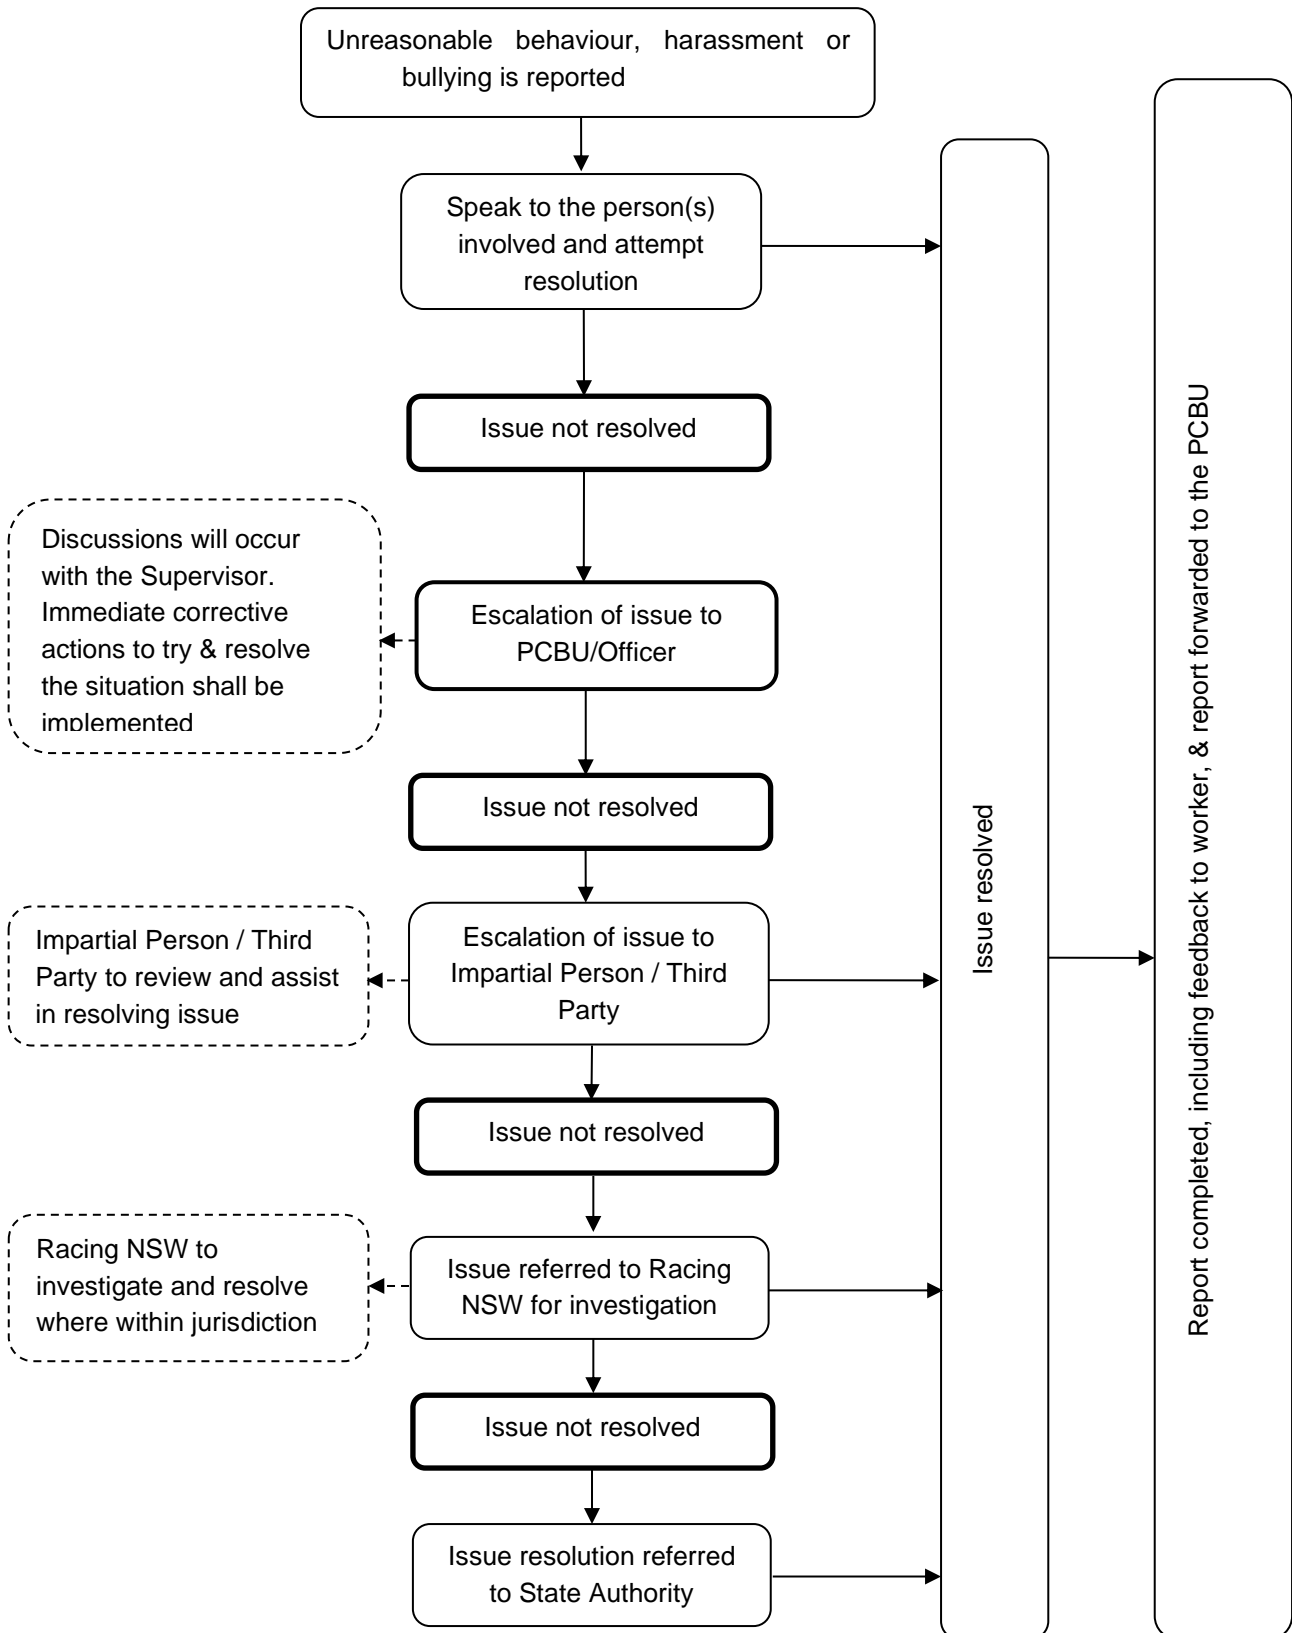 Unreasonable behaviour, harassment or
bullying is reported
Speak to the person(s)
involved and attempt
resolution
Issue not resolved
Discussions will occur
with the Supervisor.
Immediate corrective
actions to try & resolve
the situation shall be
implemented
Escalation of issue to
PCBU/Officer
Issue not resolved
Impartial Person / Third
Party to review and assist
in resolving issue
Escalation of issue to
Impartial Person / Third
Party
Issue not resolved
Racing NSW to
investigate and resolve
where within jurisdiction
Issue referred to Racing
NSW for investigation
Issue not resolved
Issue resolution referred
to State Authority
Issue resolved
Report completed, including feedback to worker, & report forwarded to the PCBU